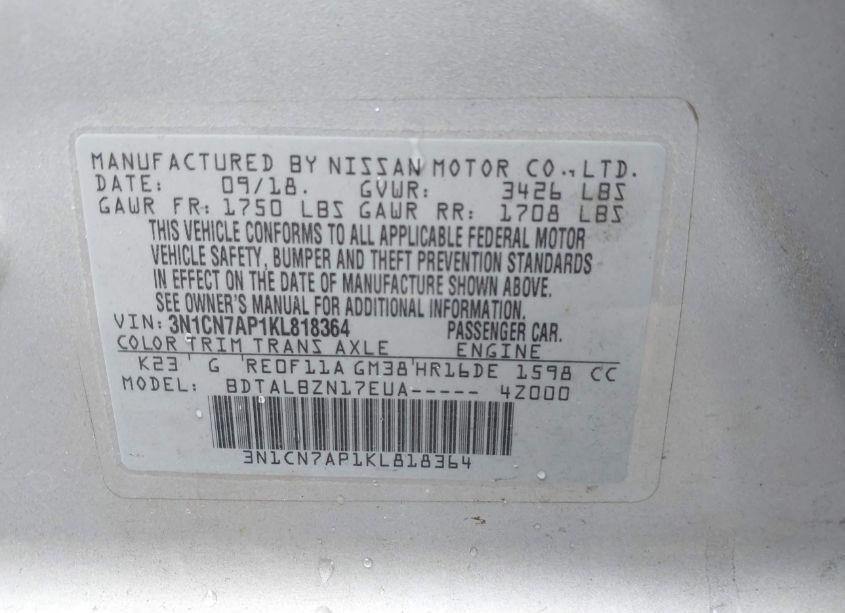 MANUFACTURED BY NISSAN MOTOR CO., LTD.
DATE: 09/18. GVWR: 3426 LBS
GAWR FR: 1750 LBS GAWR RR: 1708 LBS
THIS VEHICLE CONFORMS TO ALL APPLICABLE FEDERAL MOTOR
VEHICLE SAFETY, BUMPER AND THEFT PREVENTION STANDARDS
IN EFFECT ON THE DATE OF MANUFACTURE SHOWN ABOVE.
SEE OWNER'S MANUAL FOR ADDITIONAL INFORMATION.
VIN: 3N1CN7AP1KL818364 PASSENGER CAR.
COLOR TRIM TRANS AXLE ENGINE
K23 G RE0F11A GM38 HR16DE 1598 CC
MODEL: BDTALBZN17EUA----- 4Z000
3N1CN7AP1KL818364